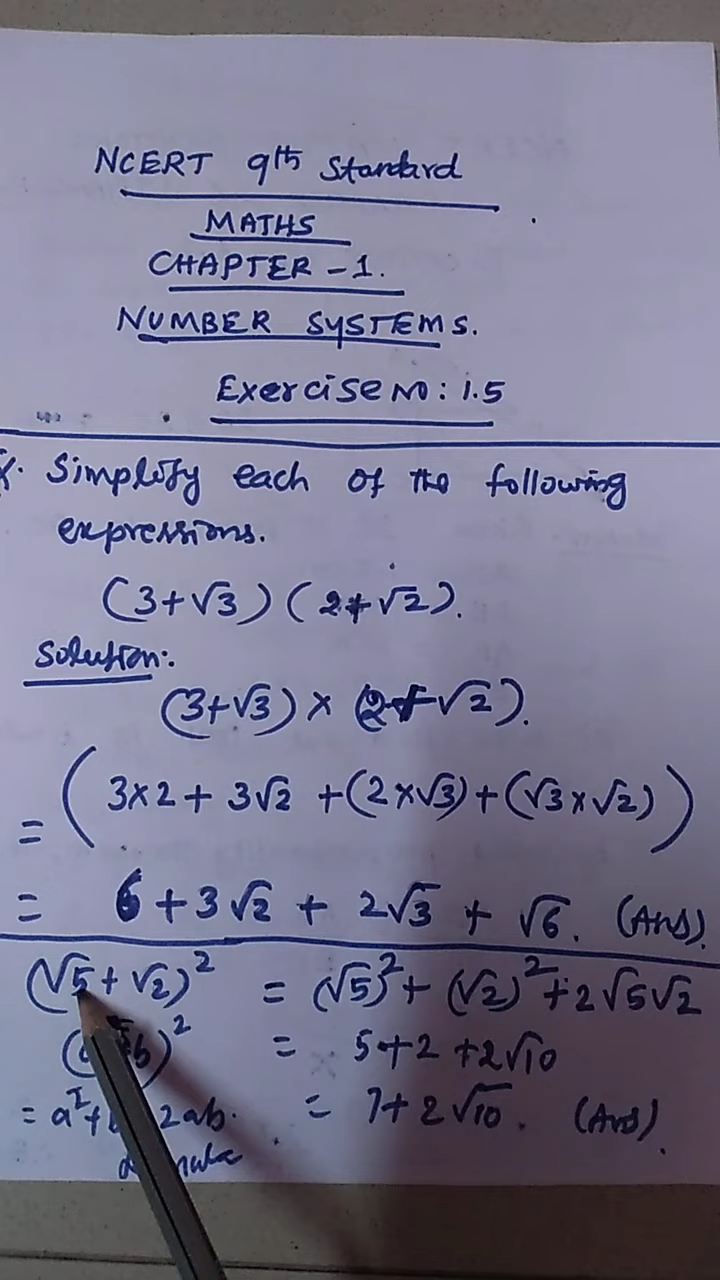 NCERT 9th Standard
MATHS
CHAPTER - 1.
NUMBER SYSTEMS.
Exercise NO: 1.5
Simplify each of the following
expressions.
(3+√3)(2+√2).
Solution:
(3+√3) × (2+√2).
= (3×2 + 3√2 + (2×√3) + (√3×√2))
= 6 + 3√2 + 2√3 + √6. (Ans).
(√5 + √2)² = (√5)² + (√2)² + 2√5√2
b)² = 5+2 + 2√10
= a²+ 2ab. = 7 + 2√10. (Ans).